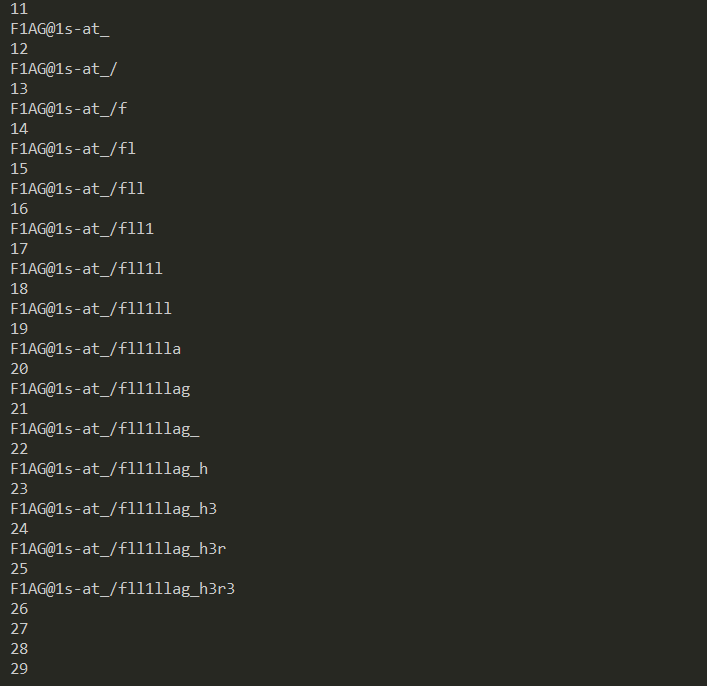 11
F1AG@1s-at_
12
F1AG@1s-at_/
13
F1AG@1s-at_/f
14
F1AG@1s-at_/fl
15
F1AG@1s-at_/fll
16
F1AG@1s-at_/fll1
17
F1AG@1s-at_/fll1l
18
F1AG@1s-at_/fll1ll
19
F1AG@1s-at_/fll1lla
20
F1AG@1s-at_/fll1llag
21
F1AG@1s-at_/fll1llag_
22
F1AG@1s-at_/fll1llag_h
23
F1AG@1s-at_/fll1llag_h3
24
F1AG@1s-at_/fll1llag_h3r
25
F1AG@1s-at_/fll1llag_h3r3
26
27
28
29